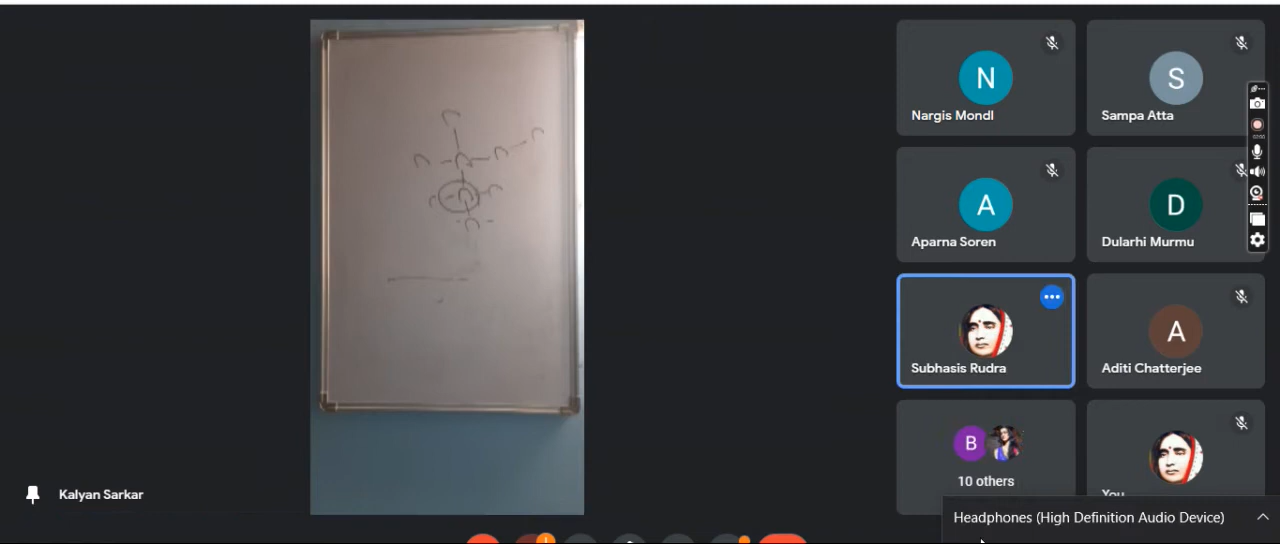 N
Nargis Mondl
S
Sampa Atta
A
Aparna Soren
D
Dularhi Murmu
Subhasis Rudra
A
Aditi Chatterjee
B
10 others
You
Kalyan Sarkar
Headphones (High Definition Audio Device)